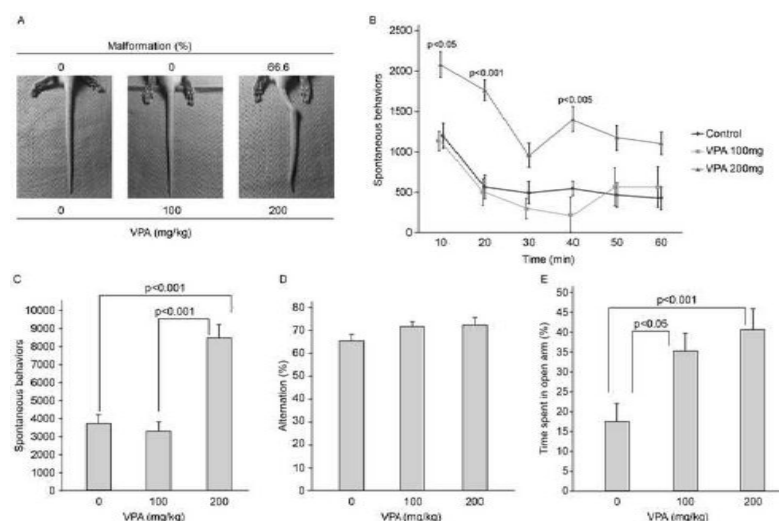 A
Malformation (%)
0 0 66.6
0 100 200
VPA (mg/kg)
B
Spontaneous behaviors
2500
2000
1500
1000
500
0
p<0.05
p<0.001
p<0.005
10 20 30 40 50 60
Time (min)
Control
VPA 100mg
VPA 200mg
C
Spontaneous behaviors
10000
9000
8000
7000
6000
5000
4000
3000
2000
1000
0
p<0.001
p<0.001
0 100 200
VPA (mg/kg)
D
Alternation (%)
90
80
70
60
50
40
30
20
10
0
0 100 200
VPA (mg/kg)
E
Time spent in open arm (%)
50
45
40
35
30
25
20
15
10
5
0
p<0.001
p<0.05
0 100 200
VPA (mg/kg)